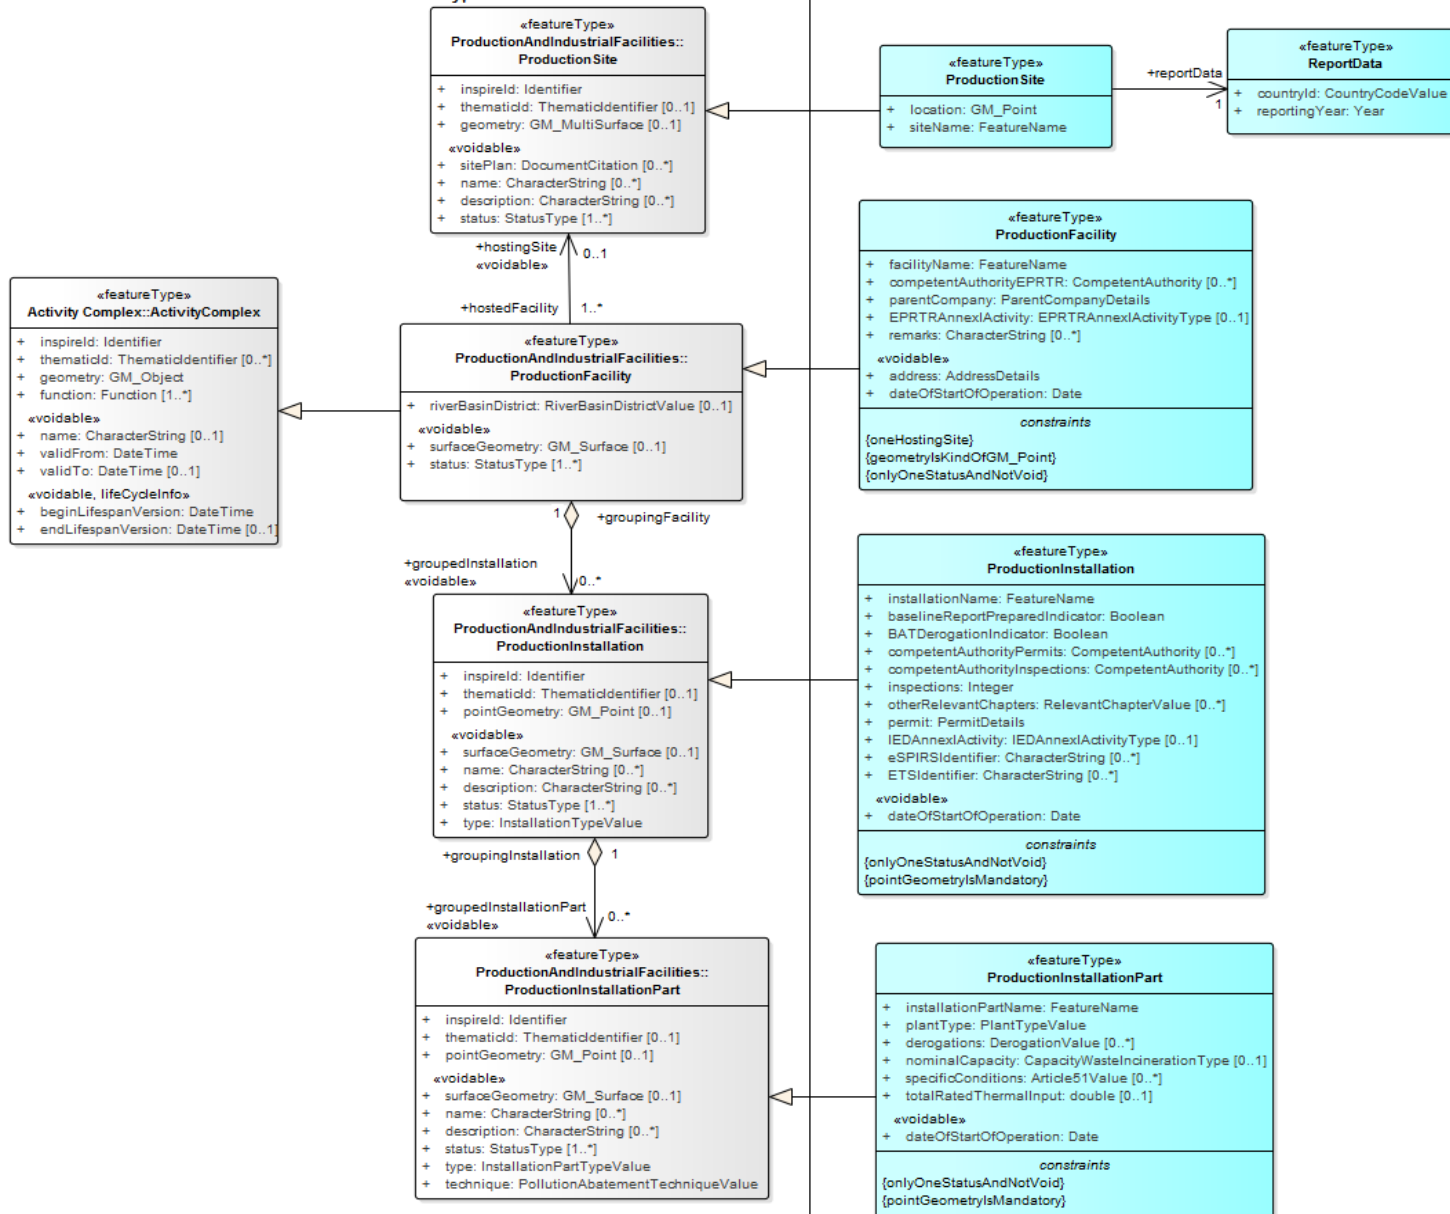 «featureType»
ProductionAndIndustrialFacilities::
ProductionSite
+ inspireId: Identifier
+ thematicId: ThematicIdentifier [0..1]
+ geometry: GM_MultiSurface [0..1]
«voidable»
+ sitePlan: DocumentCitation [0..*]
+ name: CharacterString [0..*]
+ description: CharacterString [0..*]
+ status: StatusType [1..*]
«featureType»
ProductionSite
+ location: GM_Point
+ siteName: FeatureName
+reportData
1
«featureType»
ReportData
+ countryId: CountryCodeValue
+ reportingYear: Year
+hostingSite
«voidable»
0..1
+hostedFacility
1..*
«featureType»
Activity Complex::ActivityComplex
+ inspireId: Identifier
+ thematicId: ThematicIdentifier [0..*]
+ geometry: GM_Object
+ function: Function [1..*]
«voidable»
+ name: CharacterString [0..1]
+ validFrom: DateTime
+ validTo: DateTime [0..1]
«voidable, lifeCycleInfo»
+ beginLifespanVersion: DateTime
+ endLifespanVersion: DateTime [0..1]
«featureType»
ProductionAndIndustrialFacilities::
ProductionFacility
+ riverBasinDistrict: RiverBasinDistrictValue [0..1]
«voidable»
+ surfaceGeometry: GM_Surface [0..1]
+ status: StatusType [1..*]
«featureType»
ProductionFacility
+ facilityName: FeatureName
+ competentAuthorityEPRTR: CompetentAuthority [0..*]
+ parentCompany: ParentCompanyDetails
+ EPRTRAnnexIActivity: EPRTRAnnexIActivityType [0..1]
+ remarks: CharacterString [0..*]
«voidable»
+ address: AddressDetails
+ dateOfStartOfOperation: Date
constraints
{oneHostingSite}
{geometryIsKindOfGM_Point}
{onlyOneStatusAndNotVoid}
1
+groupingFacility
+groupedInstallation
«voidable»
0..*
«featureType»
ProductionAndIndustrialFacilities::
ProductionInstallation
+ inspireId: Identifier
+ thematicId: ThematicIdentifier [0..1]
+ pointGeometry: GM_Point [0..1]
«voidable»
+ surfaceGeometry: GM_Surface [0..1]
+ name: CharacterString [0..*]
+ description: CharacterString [0..*]
+ status: StatusType [1..*]
+ type: InstallationTypeValue
«featureType»
ProductionInstallation
+ installationName: FeatureName
+ baselineReportPreparedIndicator: Boolean
+ BATDerogationIndicator: Boolean
+ competentAuthorityPermits: CompetentAuthority [0..*]
+ competentAuthorityInspections: CompetentAuthority [0..*]
+ inspections: Integer
+ otherRelevantChapters: RelevantChapterValue [0..*]
+ permit: PermitDetails
+ IEDAnnexIActivity: IEDAnnexIActivityType [0..1]
+ eSPIRSIdentifier: CharacterString [0..*]
+ ETSIdentifier: CharacterString [0..*]
«voidable»
+ dateOfStartOfOperation: Date
constraints
{onlyOneStatusAndNotVoid}
{pointGeometryIsMandatory}
+groupingInstallation
1
+groupedInstallationPart
«voidable»
0..*
«featureType»
ProductionAndIndustrialFacilities::
ProductionInstallationPart
+ inspireId: Identifier
+ thematicId: ThematicIdentifier [0..1]
+ pointGeometry: GM_Point [0..1]
«voidable»
+ surfaceGeometry: GM_Surface [0..1]
+ name: CharacterString [0..*]
+ description: CharacterString [0..*]
+ status: StatusType [1..*]
+ type: InstallationPartTypeValue
+ technique: PollutionAbatementTechniqueValue
«featureType»
ProductionInstallationPart
+ installationPartName: FeatureName
+ plantType: PlantTypeValue
+ derogations: DerogationValue [0..*]
+ nominalCapacity: CapacityWasteIncinerationType [0..1]
+ specificConditions: Article51Value [0..*]
+ totalRatedThermalInput: double [0..1]
«voidable»
+ dateOfStartOfOperation: Date
constraints
{onlyOneStatusAndNotVoid}
{pointGeometryIsMandatory}